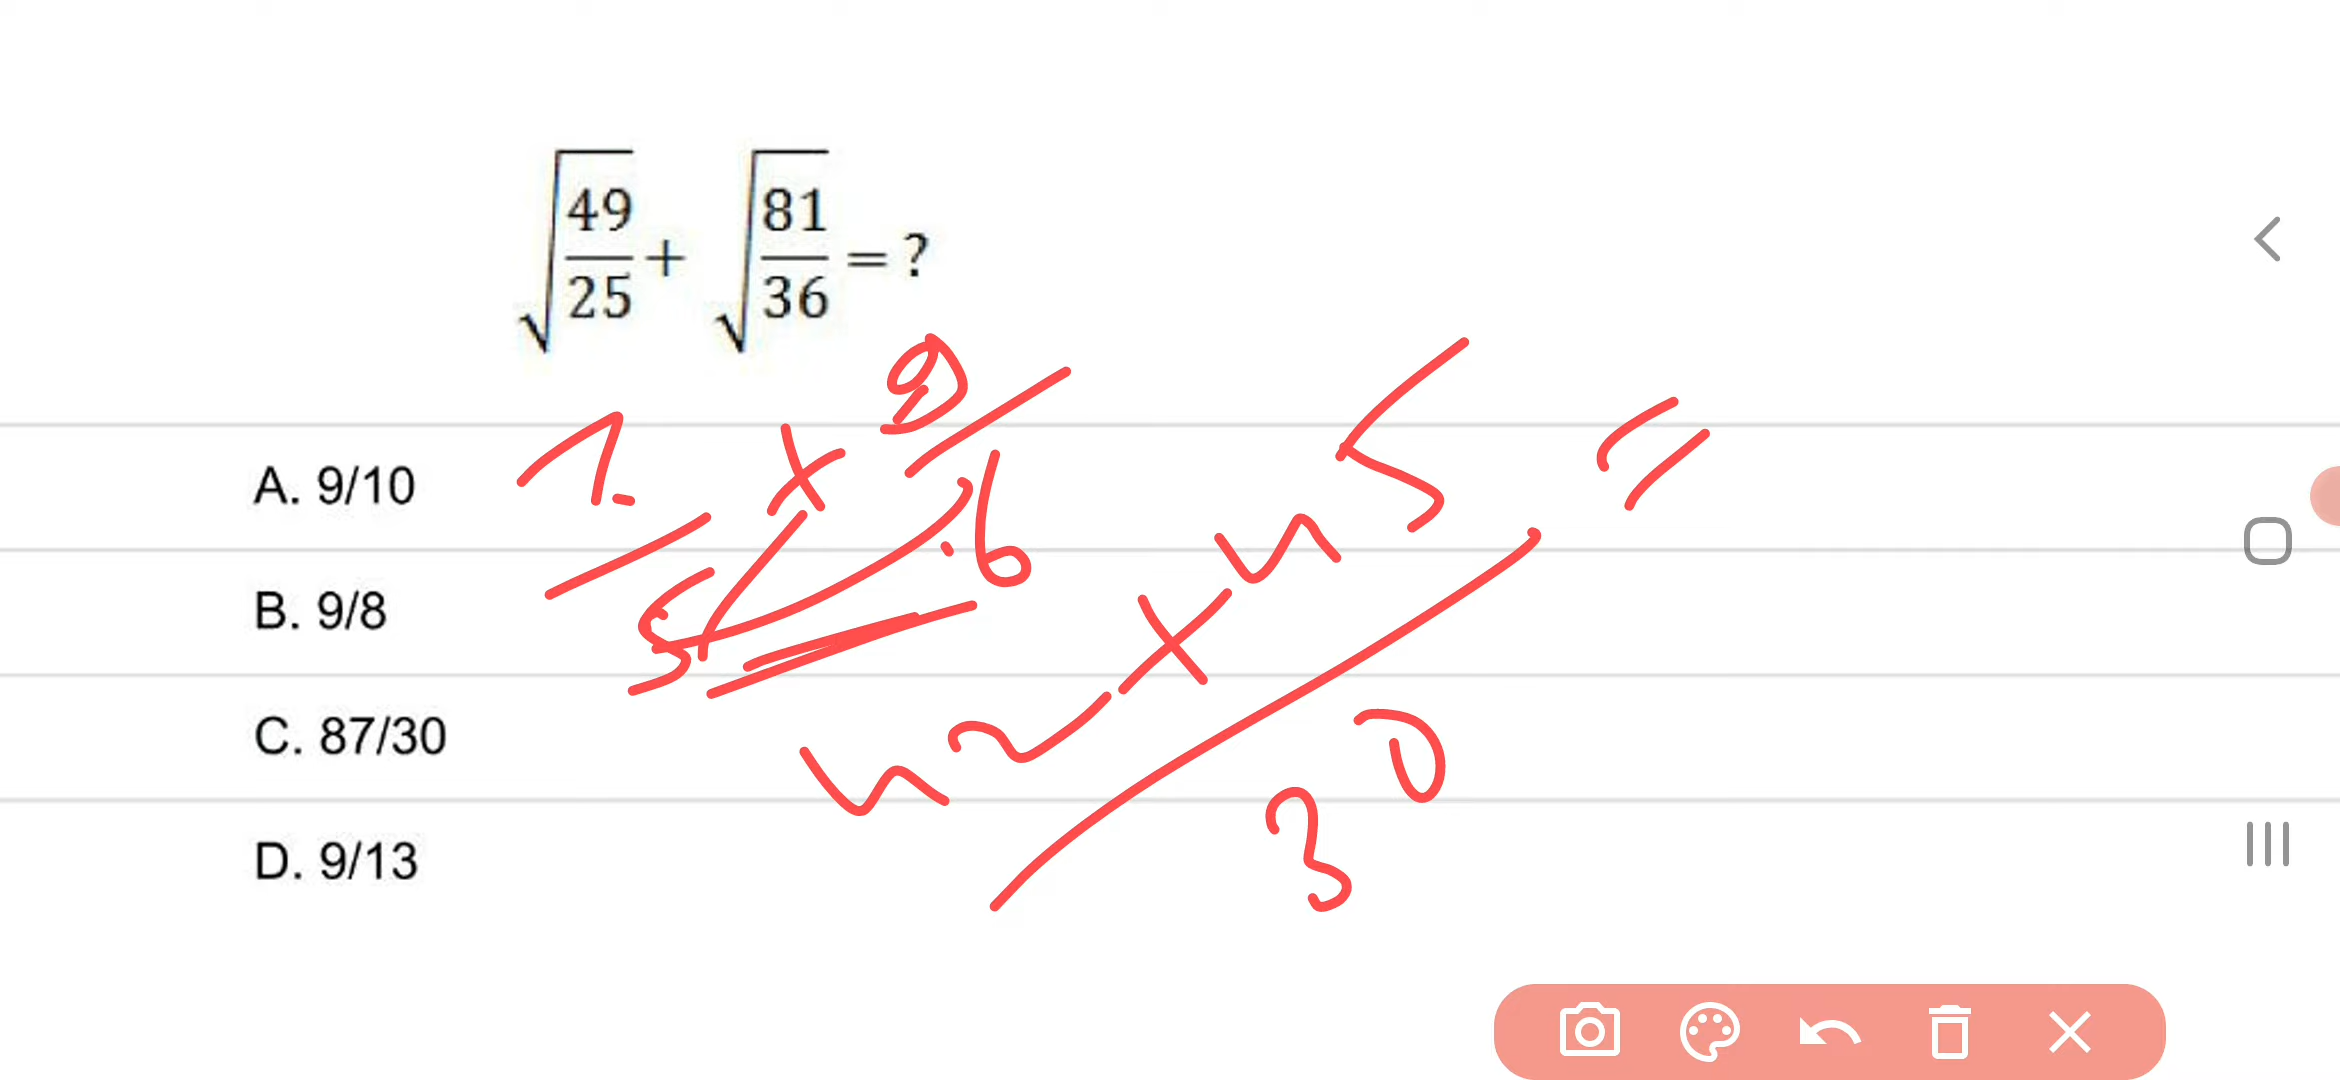 √49/25 + √81/36 = ?
A. 9/10
B. 9/8
C. 87/30
D. 9/13
7 + 9
5 6
42 + 45 =
30